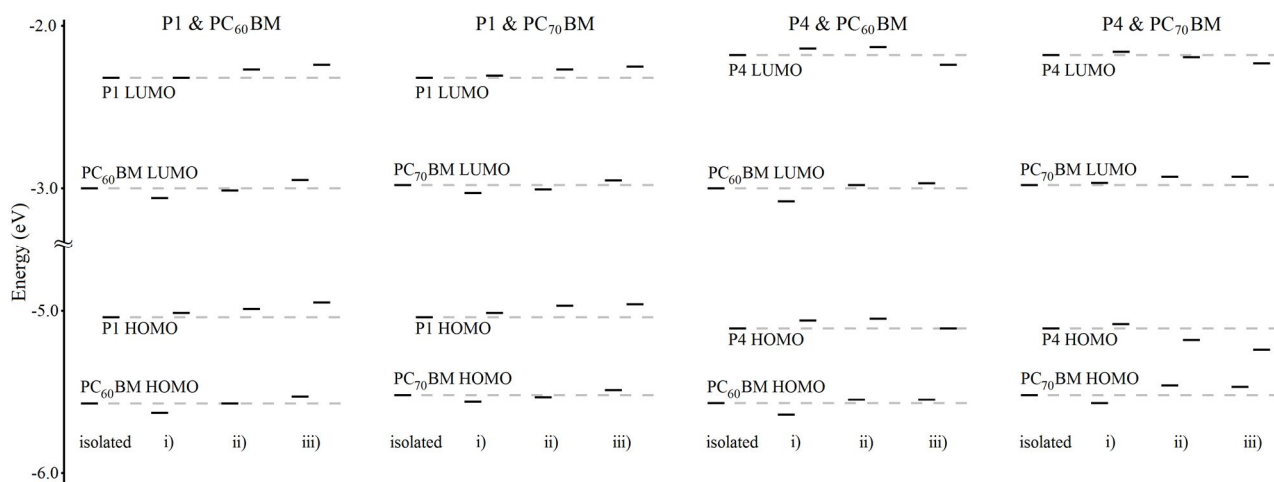 P1 & PC₆₀BM P1 & PC₇₀BM P4 & PC₆₀BM P4 & PC₇₀BM
-2.0
P1 LUMO P1 LUMO P4 LUMO P4 LUMO
PC₆₀BM LUMO PC₇₀BM LUMO PC₆₀BM LUMO PC₇₀BM LUMO
-3.0
Energy (eV)
-5.0
P1 HOMO P1 HOMO P4 HOMO P4 HOMO
PC₆₀BM HOMO PC₇₀BM HOMO PC₆₀BM HOMO PC₇₀BM HOMO
isolated i) ii) iii) isolated i) ii) iii) isolated i) ii) iii) isolated i) ii) iii)
-6.0